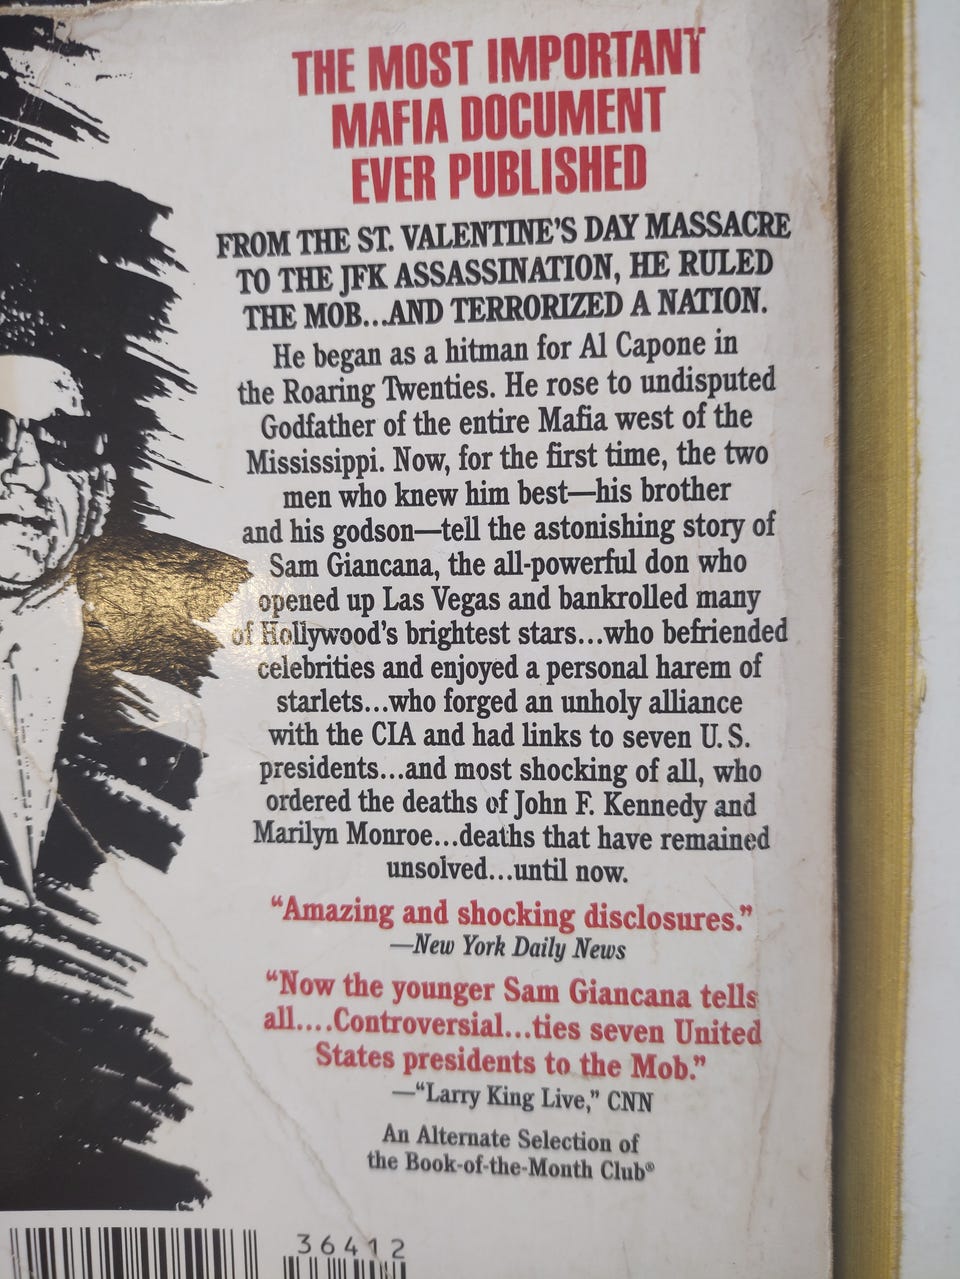 THE MOST IMPORTANT
MAFIA DOCUMENT
EVER PUBLISHED
FROM THE ST. VALENTINE'S DAY MASSACRE
TO THE JFK ASSASSINATION, HE RULED
THE MOB...AND TERRORIZED A NATION.
He began as a hitman for Al Capone in
the Roaring Twenties. He rose to undisputed
Godfather of the entire Mafia west of the
Mississippi. Now, for the first time, the two
men who knew him best—his brother
and his godson—tell the astonishing story of
Sam Giancana, the all-powerful don who
opened up Las Vegas and bankrolled many
of Hollywood's brightest stars...who befriended
celebrities and enjoyed a personal harem of
starlets...who forged an unholy alliance
with the CIA and had links to seven U.S.
presidents...and most shocking of all, who
ordered the deaths of John F. Kennedy and
Marilyn Monroe...deaths that have remained
unsolved...until now.
“Amazing and shocking disclosures.”
—New York Daily News
“Now the younger Sam Giancana tells
all....Controversial...ties seven United
States presidents to the Mob.”
—“Larry King Live,” CNN
An Alternate Selection of
the Book-of-the-Month Club®
36412